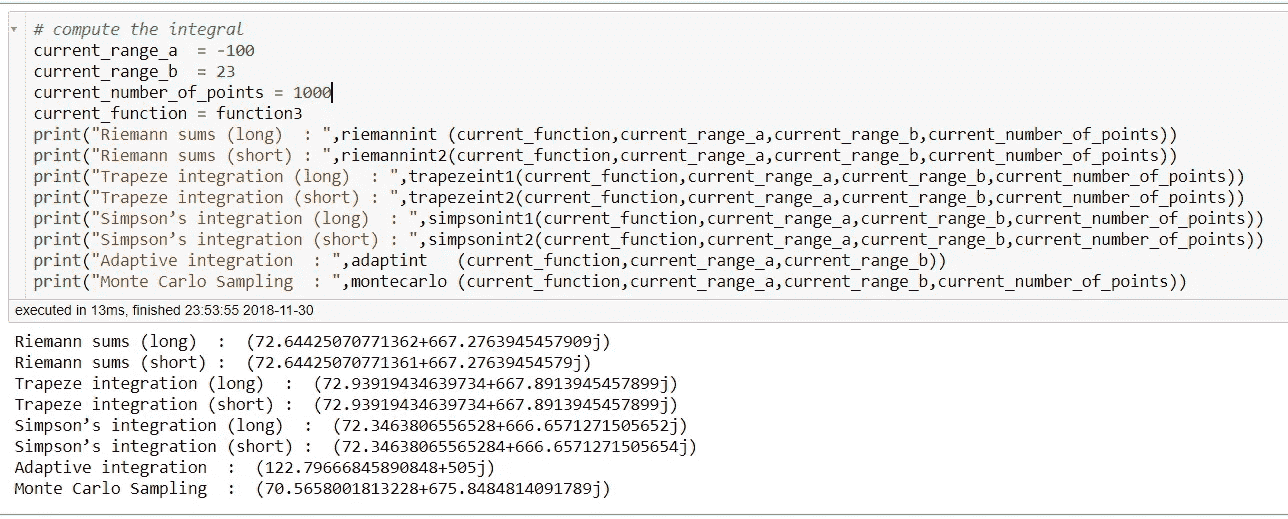 # compute the integral
current_range_a  = -100
current_range_b  = 23
current_number_of_points = 1000
current_function = function3
print("Riemann sums (long)  : ",riemannint (current_function,current_range_a,current_range_b,current_number_of_points))
print("Riemann sums (short) : ",riemannint2(current_function,current_range_a,current_range_b,current_number_of_points))
print("Trapeze integration (long)  : ",trapezeint1(current_function,current_range_a,current_range_b,current_number_of_points))
print("Trapeze integration (short) : ",trapezeint2(current_function,current_range_a,current_range_b,current_number_of_points))
print("Simpson’s integration (long)  : ",simpsonint1(current_function,current_range_a,current_range_b,current_number_of_points))
print("Simpson’s integration (short) : ",simpsonint2(current_function,current_range_a,current_range_b,current_number_of_points))
print("Adaptive integration  : ",adaptint   (current_function,current_range_a,current_range_b))
print("Monte Carlo Sampling  : ",montecarlo (current_function,current_range_a,current_range_b,current_number_of_points))
executed in 13ms, finished 23:53:55 2018-11-30
Riemann sums (long)  :  (72.64425070771362+667.2763945457909j)
Riemann sums (short) :  (72.64425070771361+667.27639454579j)
Trapeze integration (long)  :  (72.93919434639734+667.8913945457899j)
Trapeze integration (short) :  (72.93919434639734+667.8913945457899j)
Simpson’s integration (long)  :  (72.3463806556528+666.6571271505652j)
Simpson’s integration (short) :  (72.34638065565284+666.6571271505654j)
Adaptive integration  :  (122.79666845890848+505j)
Monte Carlo Sampling  :  (70.5658001813228+675.8484814091789j)